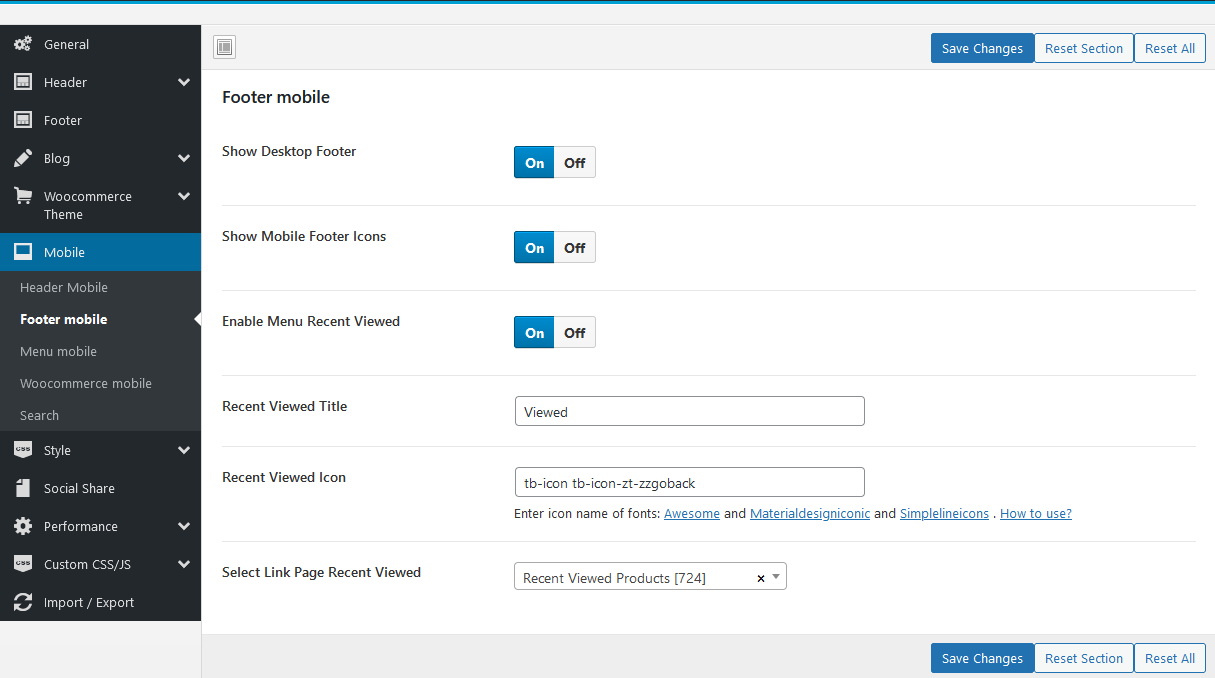 General
Header
Footer
Blog
Woocommerce
Theme
Mobile
Header Mobile
Footer mobile
Menu mobile
Woocommerce mobile
Search
Style
Social Share
Performance
Custom CSS/JS
Import / Export
Save Changes Reset Section Reset All
Footer mobile
Show Desktop Footer On Off
Show Mobile Footer Icons On Off
Enable Menu Recent Viewed On Off
Recent Viewed Title Viewed
Recent Viewed Icon tb-icon tb-icon-zt-zzgoback
Enter icon name of fonts: Awesome and Materialdesigniconic and Simplelineicons . How to use?
Select Link Page Recent Viewed Recent Viewed Products [724] ×
Save Changes Reset Section Reset All